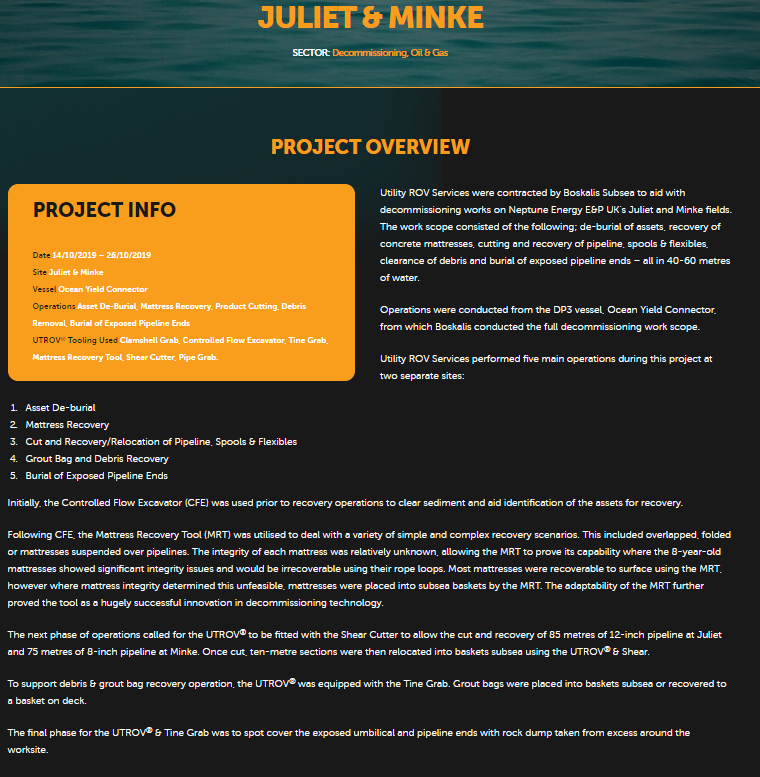 JULIET & MINKE
SECTOR: Decommissioning, Oil & Gas
PROJECT OVERVIEW
PROJECT INFO
Date 14/10/2019 – 26/10/2019
Site Juliet & Minke
Vessel Ocean Yield Connector
Operations Asset De-Burial, Mattress Recovery, Product Cutting, Debris
Removal, Burial of Exposed Pipeline Ends
UTROV® Tooling Used Clamshell Grab, Controlled Flow Excavator, Tine Grab,
Mattress Recovery Tool, Shear Cutter, Pipe Grab.
Utility ROV Services were contracted by Boskalis Subsea to aid with
decommissioning works on Neptune Energy E&P UK's Juliet and Minke fields.
The work scope consisted of the following; de-burial of assets, recovery of
concrete mattresses, cutting and recovery of pipeline, spools & flexibles,
clearance of debris and burial of exposed pipeline ends – all in 40-60 metres
of water.
Operations were conducted from the DP3 vessel, Ocean Yield Connector,
from which Boskalis conducted the full decommissioning work scope.
Utility ROV Services performed five main operations during this project at
two separate sites:
1. Asset De-burial
2. Mattress Recovery
3. Cut and Recovery/Relocation of Pipeline, Spools & Flexibles
4. Grout Bag and Debris Recovery
5. Burial of Exposed Pipeline Ends
Initially, the Controlled Flow Excavator (CFE) was used prior to recovery operations to clear sediment and aid identification of the assets for recovery.
Following CFE, the Mattress Recovery Tool (MRT) was utilised to deal with a variety of simple and complex recovery scenarios. This included overlapped, folded
or mattresses suspended over pipelines. The integrity of each mattress was relatively unknown, allowing the MRT to prove its capability where the 8-year-old
mattresses showed significant integrity issues and would be irrecoverable using their rope loops. Most mattresses were recoverable to surface using the MRT,
however where mattress integrity determined this unfeasible, mattresses were placed into subsea baskets by the MRT. The adaptability of the MRT further
proved the tool as a hugely successful innovation in decommissioning technology.
The next phase of operations called for the UTROV® to be fitted with the Shear Cutter to allow the cut and recovery of 85 metres of 12-inch pipeline at Juliet
and 75 metres of 8-inch pipeline at Minke. Once cut, ten-metre sections were then relocated into baskets subsea using the UTROV® & Shear.
To support debris & grout bag recovery operation, the UTROV® was equipped with the Tine Grab. Grout bags were placed into baskets subsea or recovered to
a basket on deck.
The final phase for the UTROV® & Tine Grab was to spot cover the exposed umbilical and pipeline ends with rock dump taken from excess around the
worksite.